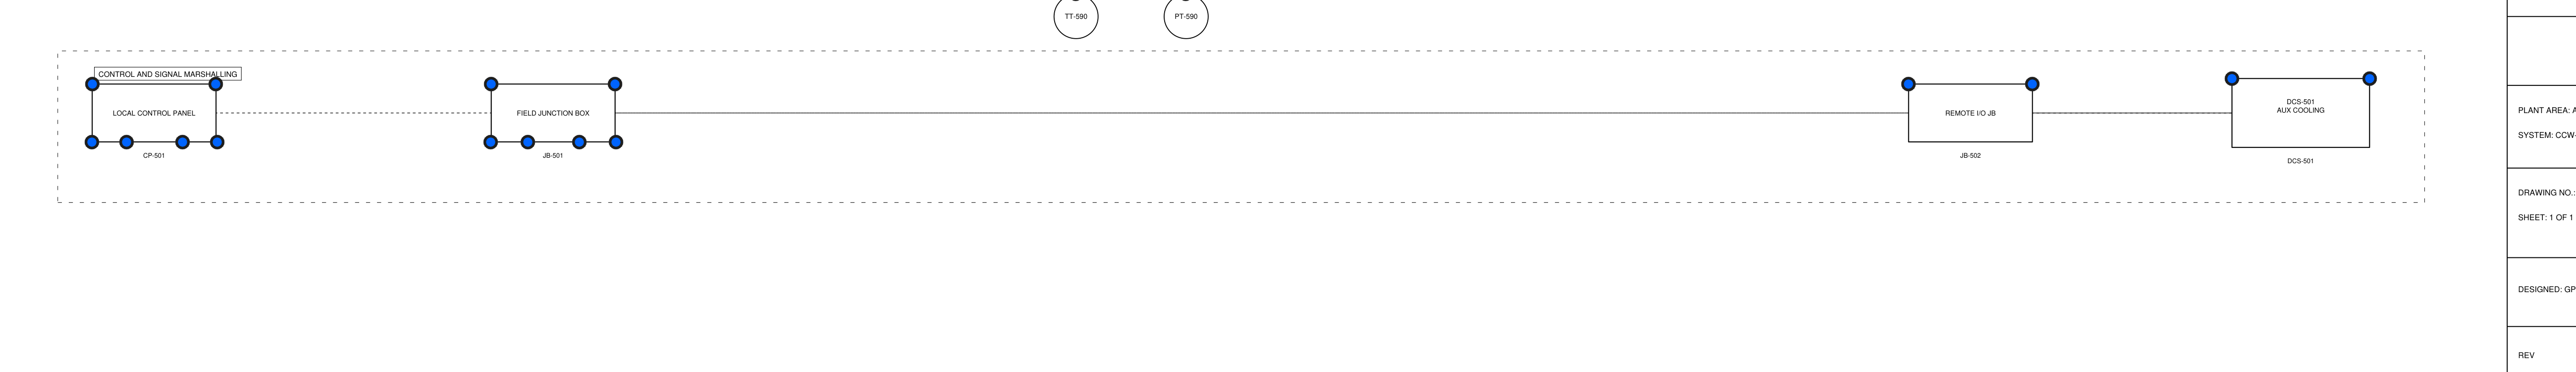 TT-590
PT-590
CONTROL AND SIGNAL MARSHALLING
LOCAL CONTROL PANEL
CP-501
FIELD JUNCTION BOX
JB-501
REMOTE I/O JB
JB-502
DCS-501
AUX COOLING
DCS-501
PLANT AREA: A
SYSTEM: CCW-
DRAWING NO.:
SHEET: 1 OF 1
DESIGNED: GP
REV